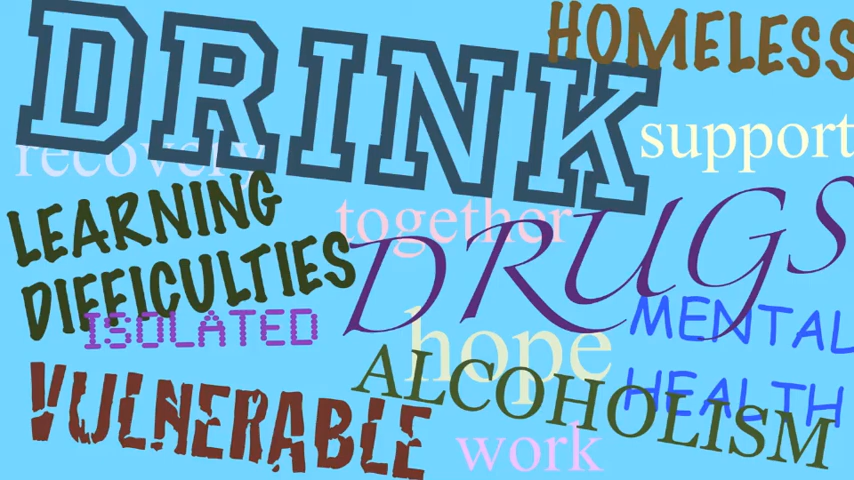 HOMELESS
DRINK
support
recovery
LEARNING
DIFFICULTIES
together
DRUGS
ISOLATED
hope
MENTAL
HEALTH
VULNERABLE
ALCOHOLISM
work